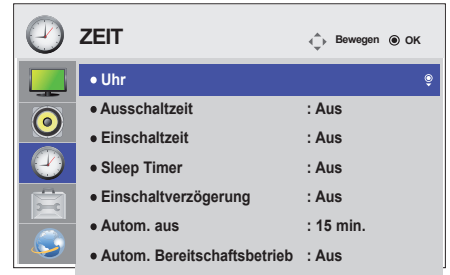 ZEIT Bewegen OK
• Uhr
• Ausschaltzeit : Aus
• Einschaltzeit : Aus
• Sleep Timer : Aus
• Einschaltverzögerung : Aus
• Autom. aus : 15 min.
• Autom. Bereitschaftsbetrieb : Aus